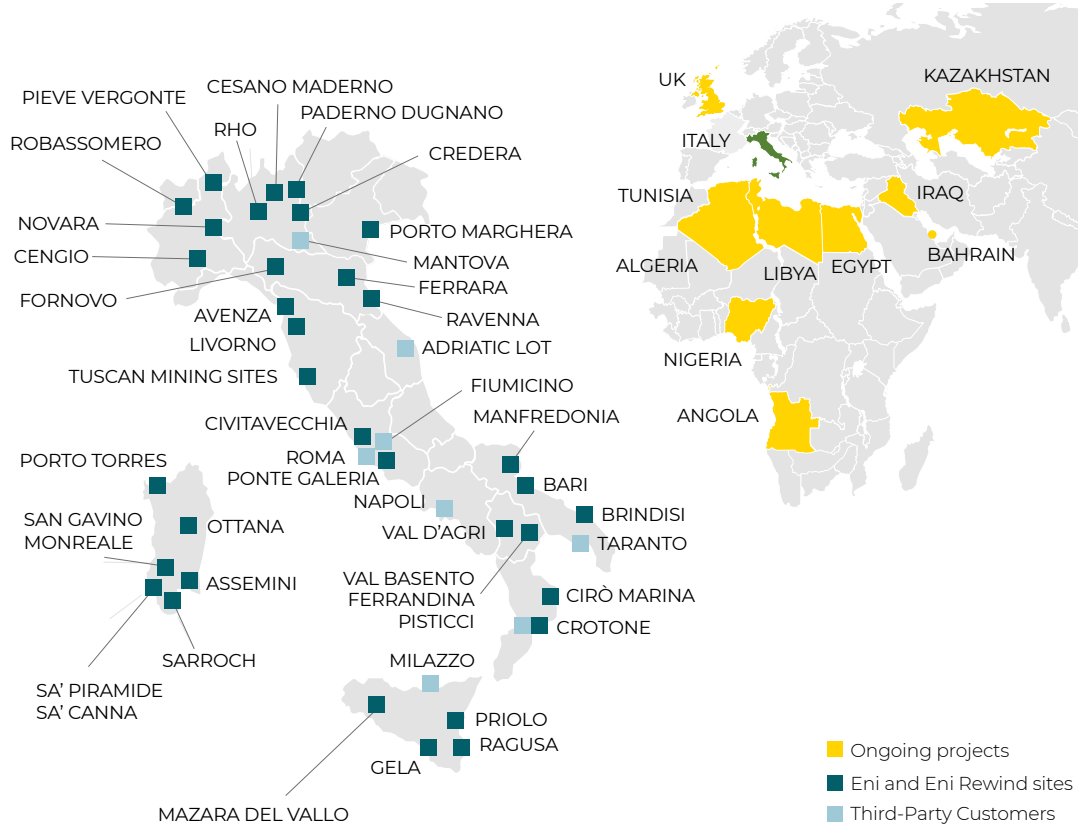 CESANO MADERNO
PIEVE VERGONTE
PADERNO DUGNANO
RHO
ROBASSOMERO
CREDERA
NOVARA
PORTO MARGHERA
CENGIO
MANTOVA
FERRARA
FORNOVO
AVENZA
RAVENNA
LIVORNO
ADRIATIC LOT
TUSCAN MINING SITES
FIUMICINO
MANFREDONIA
CIVITAVECCHIA
ROMA
PONTE GALERIA
PORTO TORRES
BARI
NAPOLI
SAN GAVINO
MONREALE
OTTANA
BRINDISI
VAL D’AGRI
TARANTO
VAL BASENTO
FERRANDINA
PISTICCI
ASSEMINI
CIRÒ MARINA
CROTONE
SARROCH
MILAZZO
SA’ PIRAMIDE
SA’ CANNA
PRIOLO
RAGUSA
GELA
MAZARA DEL VALLO
UK
KAZAKHSTAN
ITALY
TUNISIA
IRAQ
ALGERIA
LIBYA
EGYPT
BAHRAIN
NIGERIA
ANGOLA
Ongoing projects
Eni and Eni Rewind sites
Third-Party Customers